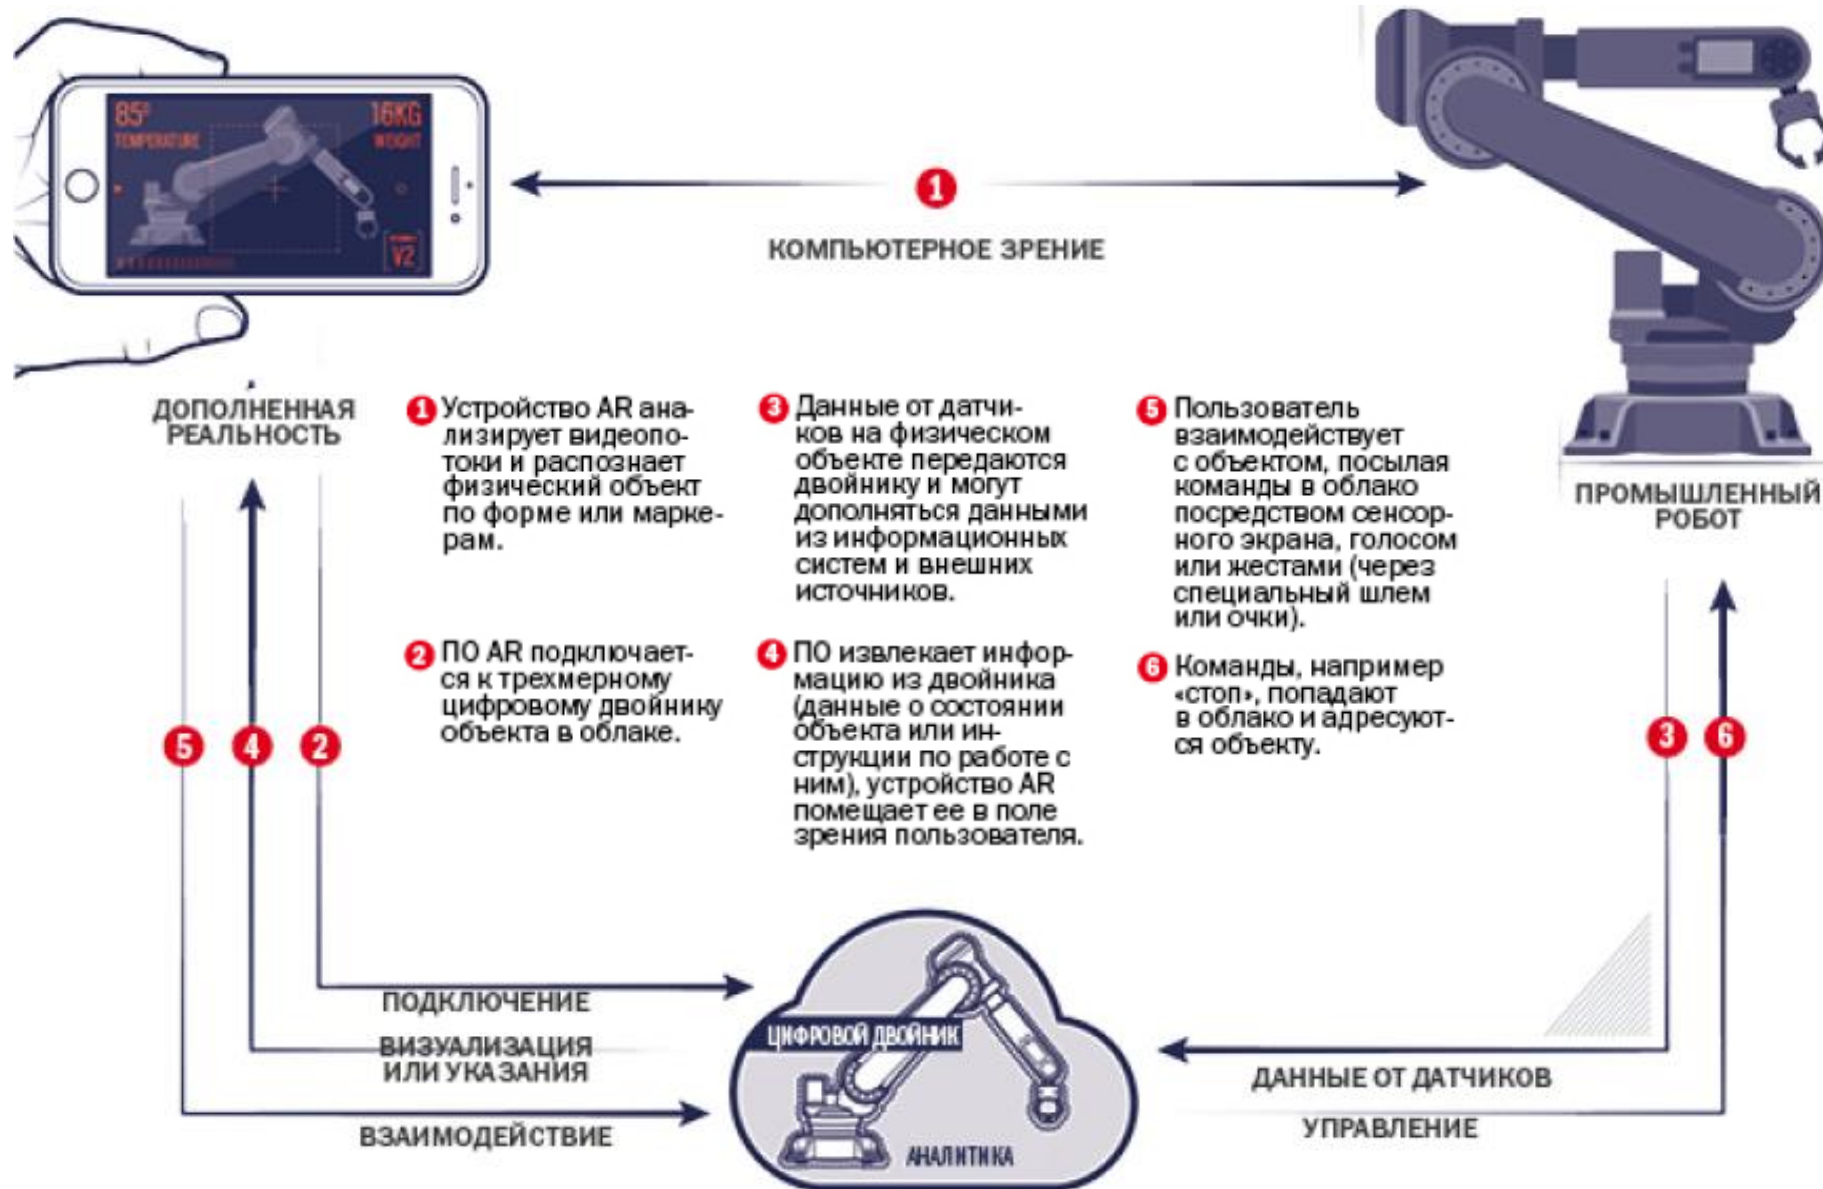 85°
TEMPERATURE
16KG
WEIGHT
V2
1
КОМПЬЮТЕРНОЕ ЗРЕНИЕ
ДОПОЛНЕННАЯ
РЕАЛЬНОСТЬ
1 Устройство AR ана-
лизирует видеопо-
токи и распознает
физический объект
по форме или марке-
рам.
2 ПО AR подключает-
ся к трехмерному
цифровому двойнику
объекта в облаке.
3 Данные от датчи-
ков на физическом
объекте передаются
двойнику и могут
дополняться данными
из информационных
систем и внешних
источников.
4 ПО извлекает инфор-
мацию из двойника
(данные о состоянии
объекта или ин-
струкции по работе с
ним), устройство AR
помещает ее в поле
зрения пользователя.
5 Пользователь
взаимодействует
с объектом, посылая
команды в облако
посредством сенсор-
ного экрана, голосом
или жестами (через
специальный шлем
или очки).
6 Команды, например
«стоп», попадают
в облако и адресуют-
ся объекту.
ПРОМЫШЛЕННЫЙ
РОБОТ
5 4 2
3 6
ПОДКЛЮЧЕНИЕ
ВИЗУАЛИЗАЦИЯ
ИЛИ УКАЗАНИЯ
ВЗАИМОДЕЙСТВИЕ
ЦИФРОВОЙ ДВОЙНИК
АНАЛИТИКА
ДАННЫЕ ОТ ДАТЧИКОВ
УПРАВЛЕНИЕ